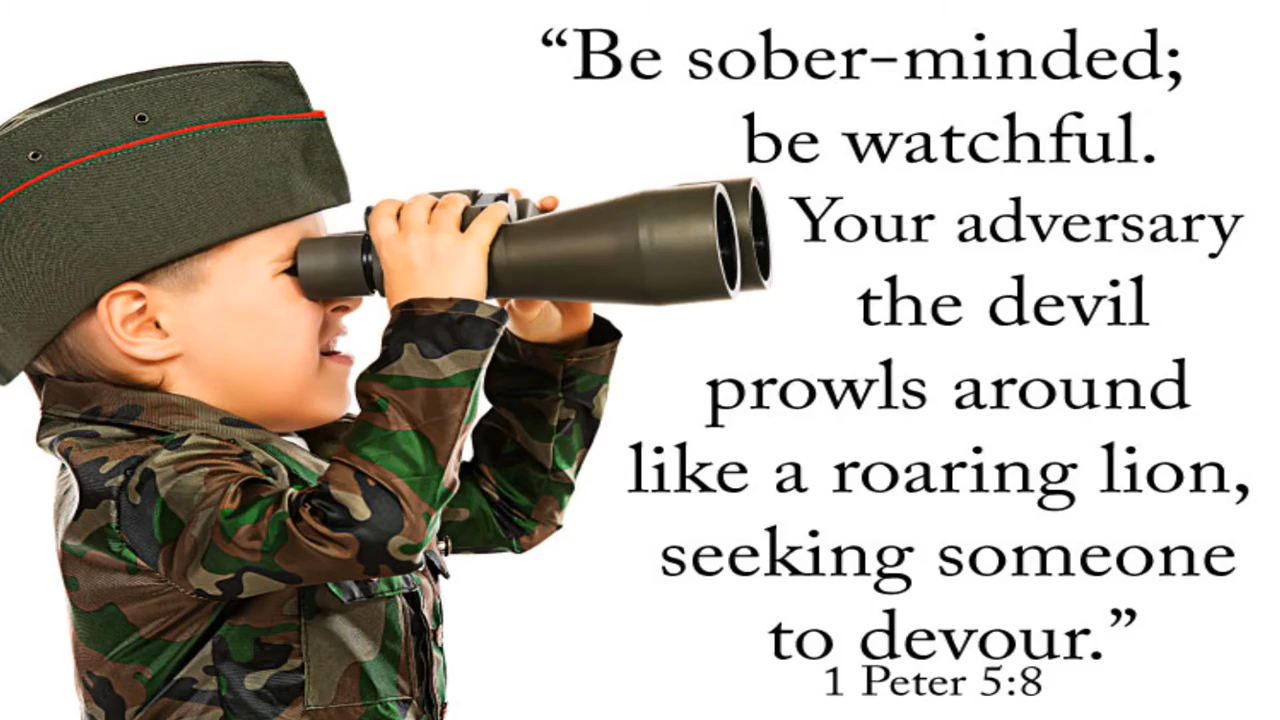 “Be sober-minded;
be watchful.
Your adversary
the devil
prowls around
like a roaring lion,
seeking someone
to devour.”
1 Peter 5:8